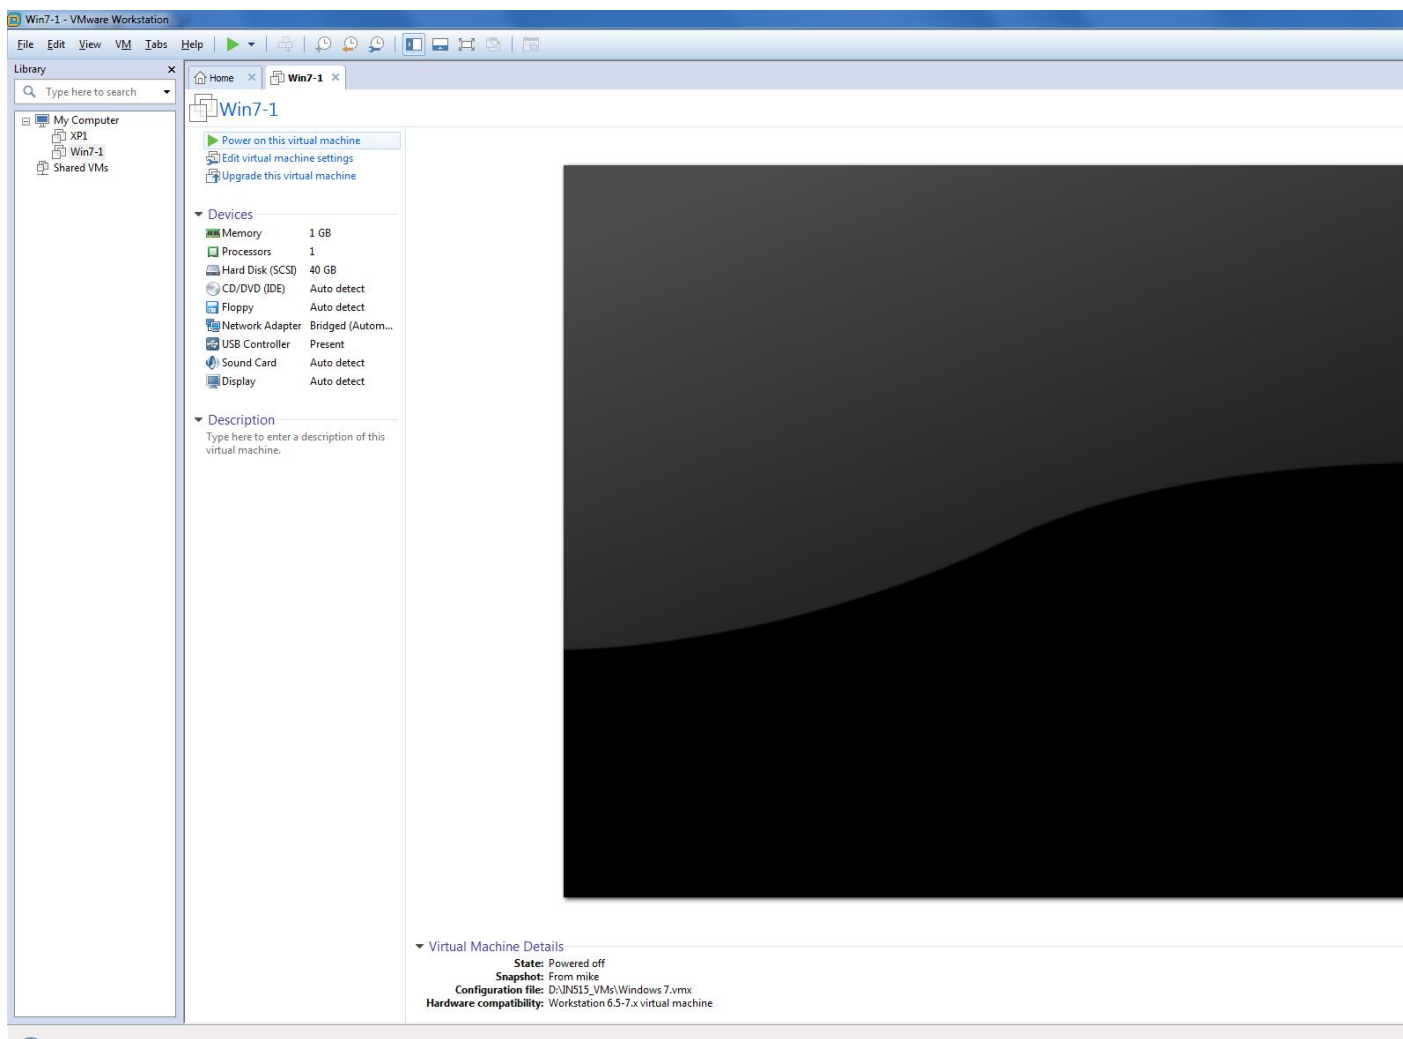 Win7-1 - VMware Workstation
File Edit View VM Tabs Help
Library
Type here to search
My Computer
XP1
Win7-1
Shared VMs
Home
Win7-1
Win7-1
Power on this virtual machine
Edit virtual machine settings
Upgrade this virtual machine
Devices
Memory 1 GB
Processors 1
Hard Disk (SCSI) 40 GB
CD/DVD (IDE) Auto detect
Floppy Auto detect
Network Adapter Bridged (Autom...
USB Controller Present
Sound Card Auto detect
Display Auto detect
Description
Type here to enter a description of this
virtual machine.
Virtual Machine Details
State: Powered off
Snapshot: From mike
Configuration file: D:\IN515_VMs\Windows 7.vmx
Hardware compatibility: Workstation 6.5-7.x virtual machine